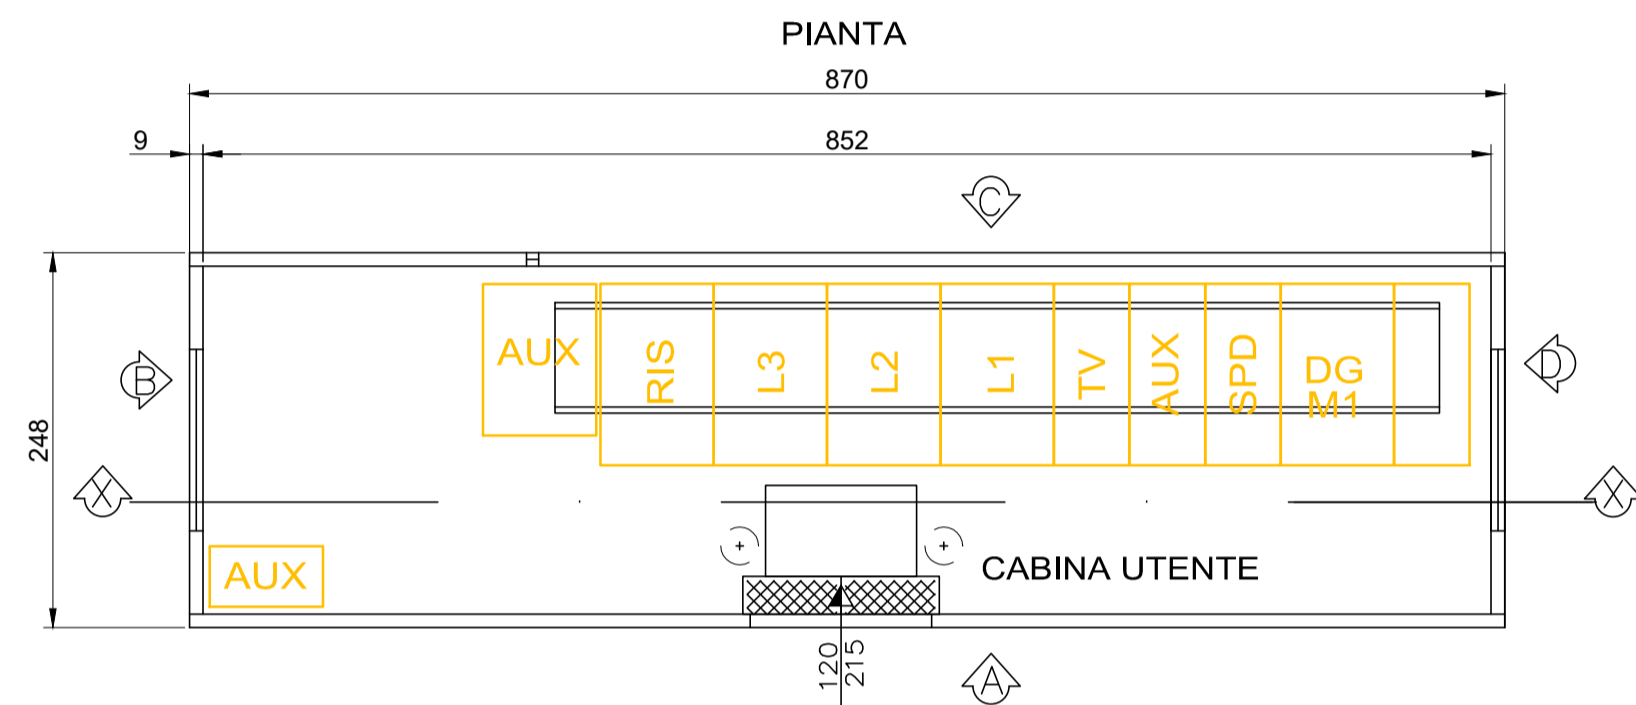 PIANTA
870
9
852
C
248
B
D
AUX
RIS
L3
L2
L1
TV
AUX
SPD
DG
M1
X
X
AUX
CABINA UTENTE
120
215
A